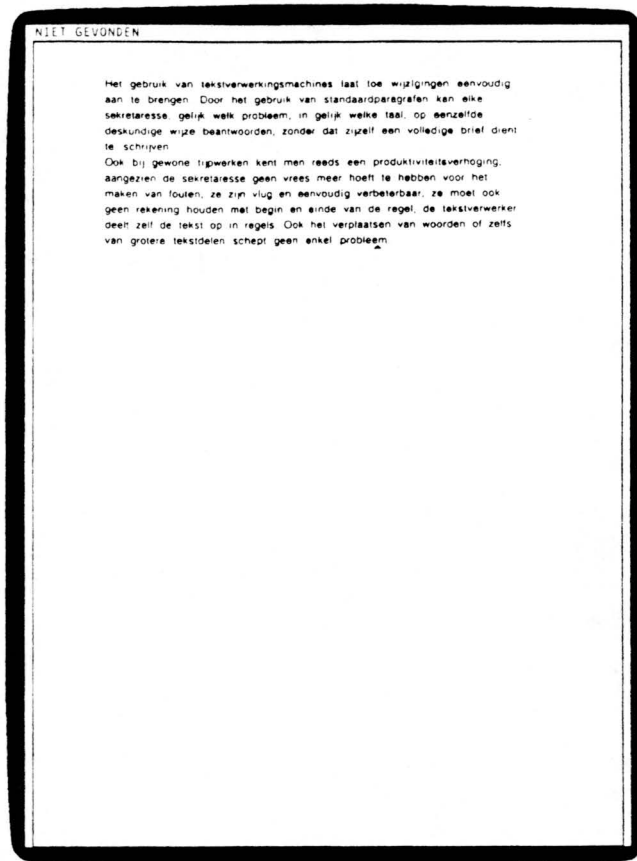 NIET GEVONDEN
Het gebruik van tekstverwerkingsmachines laat toe wijzigingen eenvoudig
aan te brengen. Door het gebruik van standaardparagrafen kan elke
sekretaresse, gelijk welk probleem, in gelijk welke taal, op eenzelfde
deskundige wijze beantwoorden, zonder dat zijzelf een volledige brief dient
te schrijven
Ook bij gewone tijpwerken kent men reeds een produktiviteitsverhoging,
aangezien de sekretaresse geen vrees meer hoeft te hebben voor het
maken van fouten, ze zijn vlug en eenvoudig verbeterbaar, ze moet ook
geen rekening houden met begin en einde van de regel, de tekstverwerker
deelt zelf de tekst op in regels. Ook het verplaatsen van woorden of zelfs
van grotere tekstdelen schept geen enkel probleem